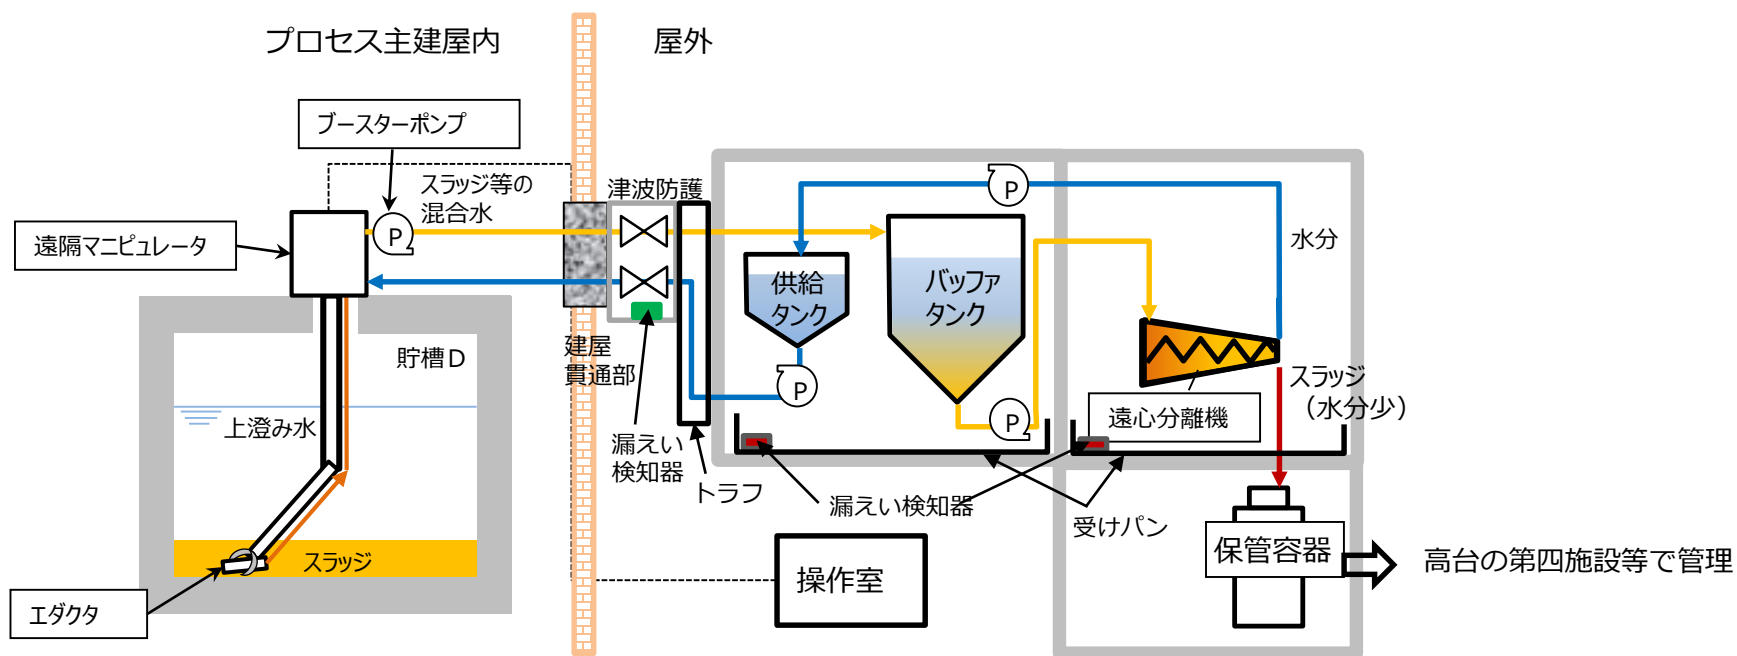 プロセス主建屋内
屋外
ブースターポンプ
スラッジ等の
混合水
津波防護
P
P
遠隔マニピュレータ
水分
供給
タンク
バッファ
タンク
貯槽D
建屋
貫通部
P
スラッジ
（水分少）
遠心分離機
P
上澄み水
漏えい
検知器
トラフ
漏えい検知器
受けパン
保管容器
高台の第四施設等で管理
スラッジ
操作室
エダクタ